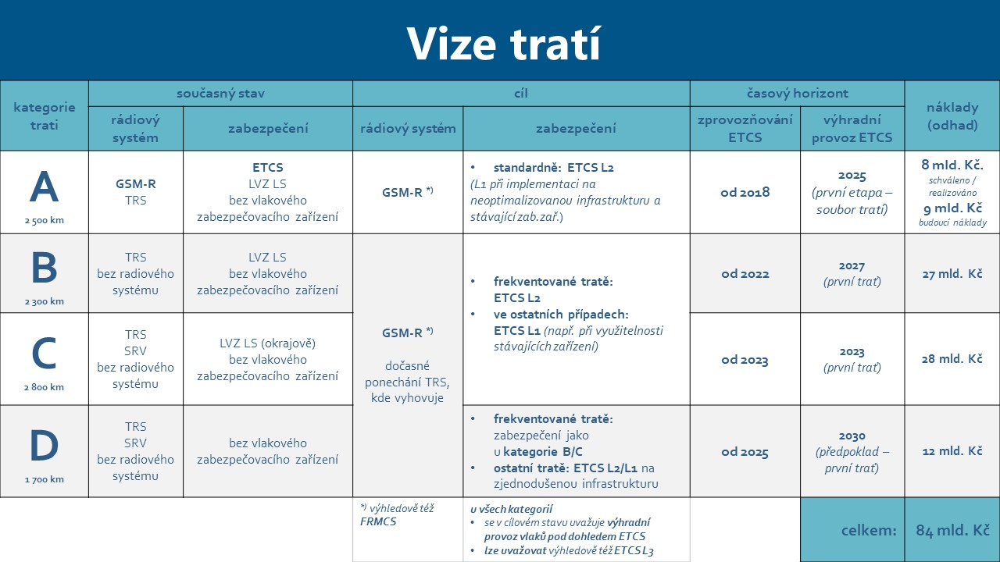 Vize tratí
kategorie
trati
současný stav
cíl
časový horizont
náklady
(odhad)
rádiový
systém
zabezpečení
rádiový systém
zabezpečení
zprovozňování
ETCS
výhradní
provoz ETCS
A
2 500 km
GSM-R
TRS
ETCS
LVZ LS
bez vlakového
zabezpečovacího zařízení
GSM-R *)
• standardně: ETCS L2
(L1 při implementaci na
neoptimalizovanou infrastrukturu a
stávající zab.zař.)
od 2018
2025
(první etapa –
soubor tratí)
8 mld. Kč.
schváleno /
realizováno
9 mld. Kč
budoucí náklady
B
2 300 km
TRS
bez radiového
systému
LVZ LS
bez vlakového
zabezpečovacího zařízení
GSM-R *)
dočasné
ponechání TRS,
kde vyhovuje
• frekventované tratě:
ETCS L2
• ve ostatních případech:
ETCS L1 (např. při využitelnosti
stávajících zařízení)
od 2022
2027
(první trať)
27 mld. Kč
C
2 800 km
TRS
SRV
bez radiového
systému
LVZ LS (okrajově)
bez vlakového
zabezpečovacího zařízení
od 2023
2023
(první trať)
28 mld. Kč
D
1 700 km
TRS
SRV
bez radiového
systému
bez vlakového
zabezpečovacího zařízení
• frekventované tratě:
zabezpečení jako
u kategorie B/C
• ostatní tratě: ETCS L2/L1 na
zjednodušenou infrastrukturu
od 2025
2030
(předpoklad –
první trať)
12 mld. Kč
*) výhledově též
FRMCS
u všech kategorií
• se v cílovém stavu uvažuje výhradní
provoz vlaků pod dohledem ETCS
• lze uvažovat výhledově též ETCS L3
celkem:
84 mld. Kč